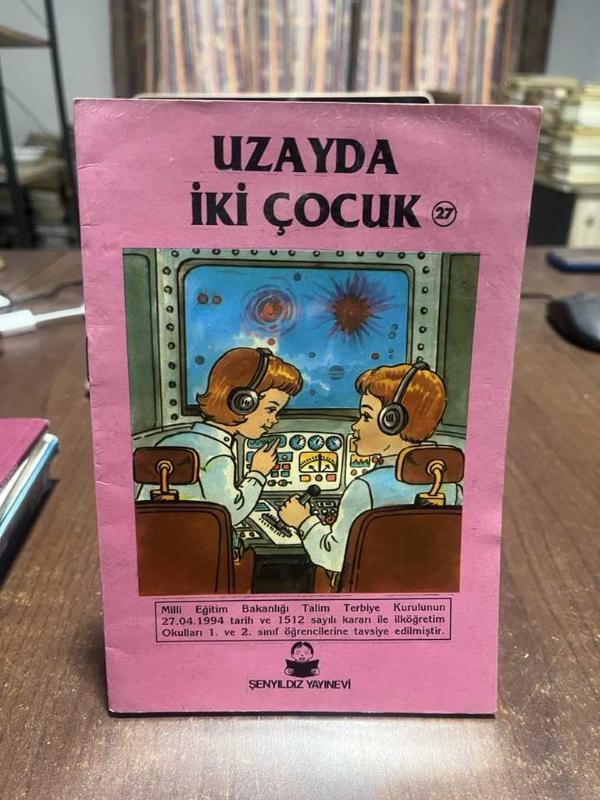 UZAYDA
İKİ ÇOCUK 27
Milli Eğitim Bakanlığı Talim Terbiye Kurulunun
27.04.1994 tarih ve 1512 sayılı kararı ile ilköğretim
Okulları 1. ve 2. sınıf öğrencilerine tavsiye edilmiştir.
ŞENYILDIZ YAYINEVİ